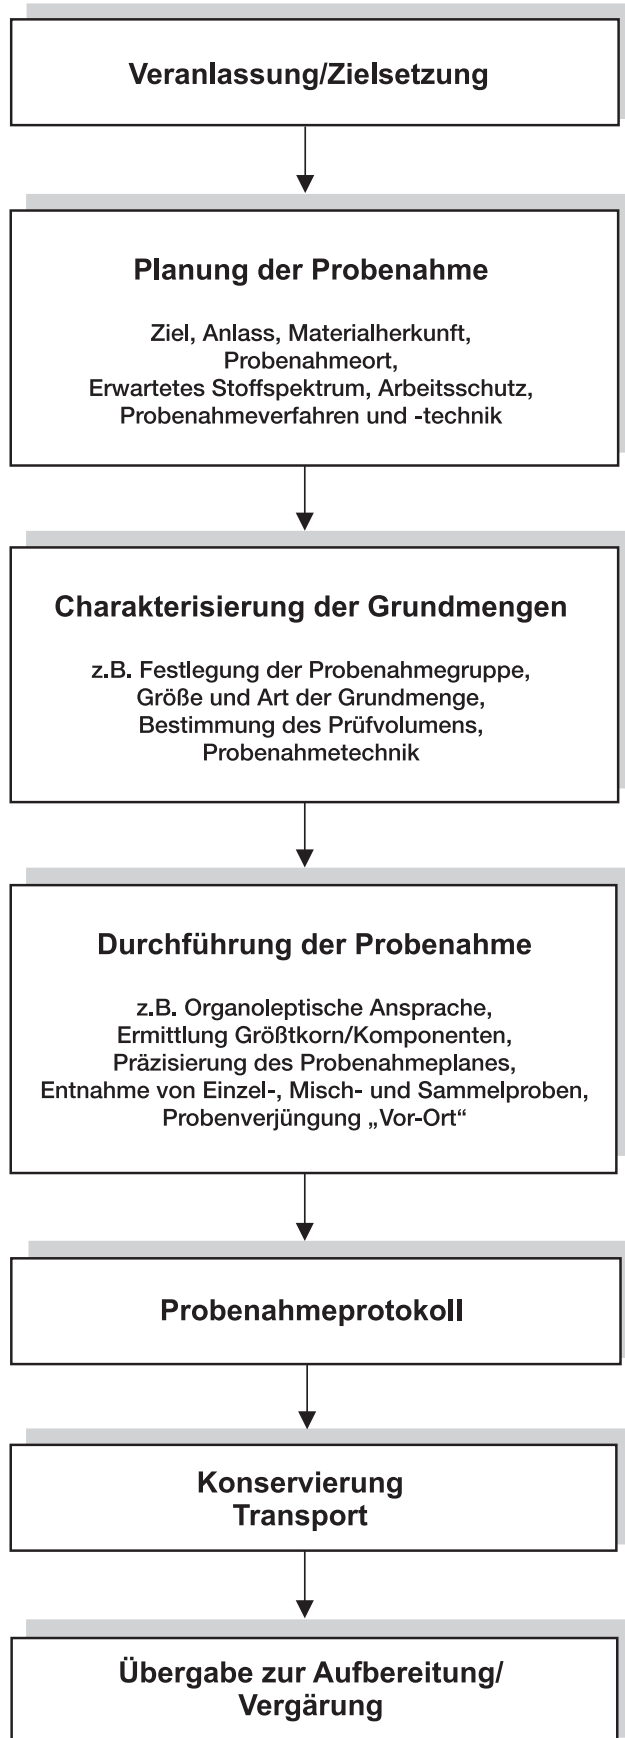 Veranlassung/Zielsetzung
Planung der Probenahme
Ziel, Anlass, Materialherkunft,
Probenahmeort,
Erwartetes Stoffspektrum, Arbeitsschutz,
Probenahmeverfahren und -technik
Charakterisierung der Grundmengen
z.B. Festlegung der Probenahmegruppe,
Größe und Art der Grundmenge,
Bestimmung des Prüfvolumens,
Probenahmetechnik
Durchführung der Probenahme
z.B. Organoleptische Ansprache,
Ermittlung Größtkorn/Komponenten,
Präzisierung des Probenahmeplanes,
Entnahme von Einzel-, Misch- und Sammelproben,
Probenverjüngung „Vor-Ort“
Probenahmeprotokoll
Konservierung
Transport
Übergabe zur Aufbereitung/
Vergärung